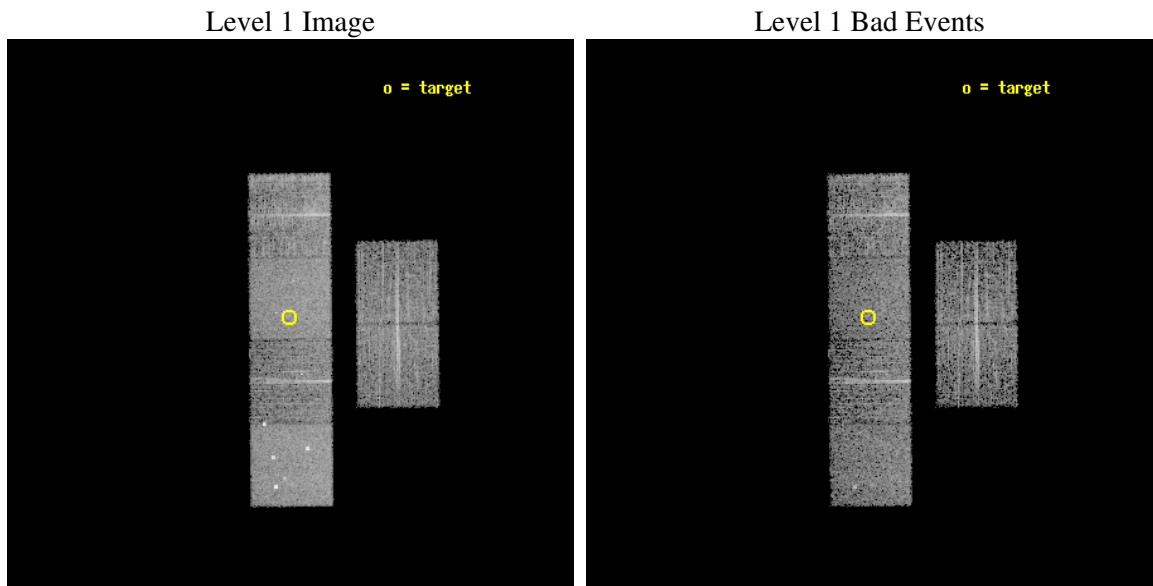 Level 1 Image
Level 1 Bad Events
o = target
o = target